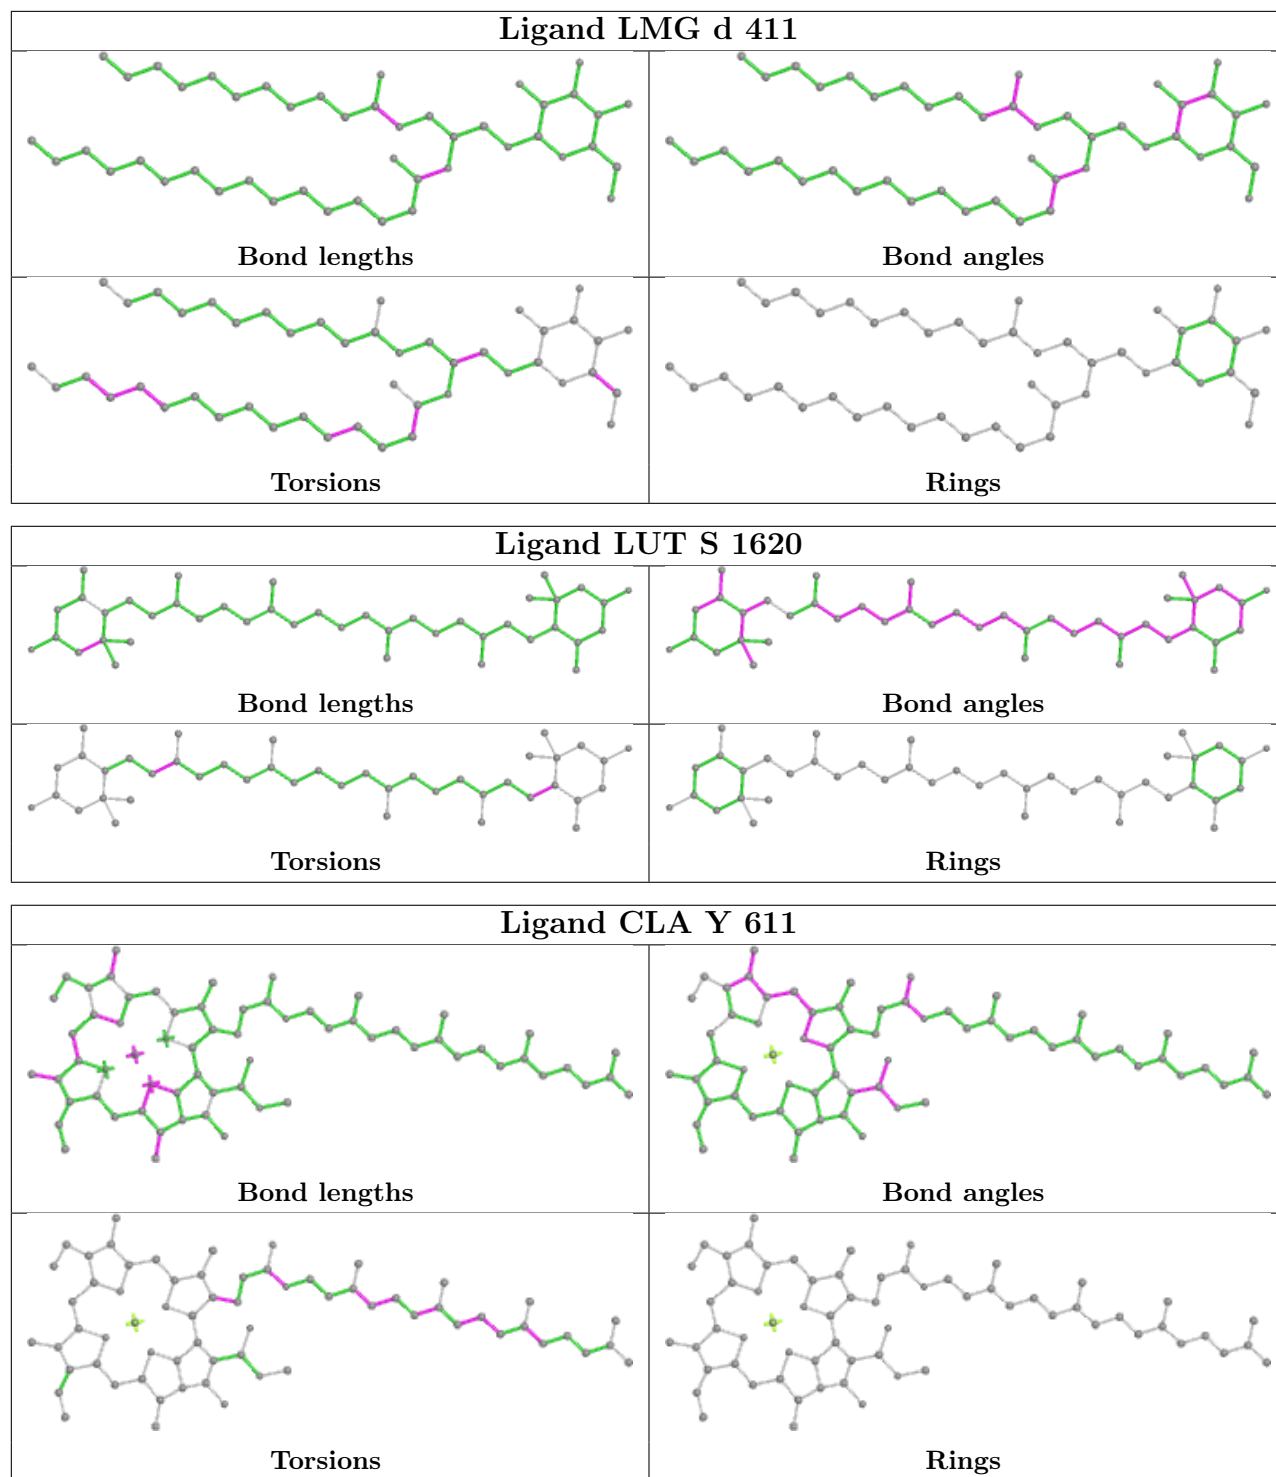 Ligand LMG d 411
Bond lengths
Bond angles
Torsions
Rings
Ligand LUT S 1620
Bond lengths
Bond angles
Torsions
Rings
Ligand CLA Y 611
Bond lengths
Bond angles
Torsions
Rings